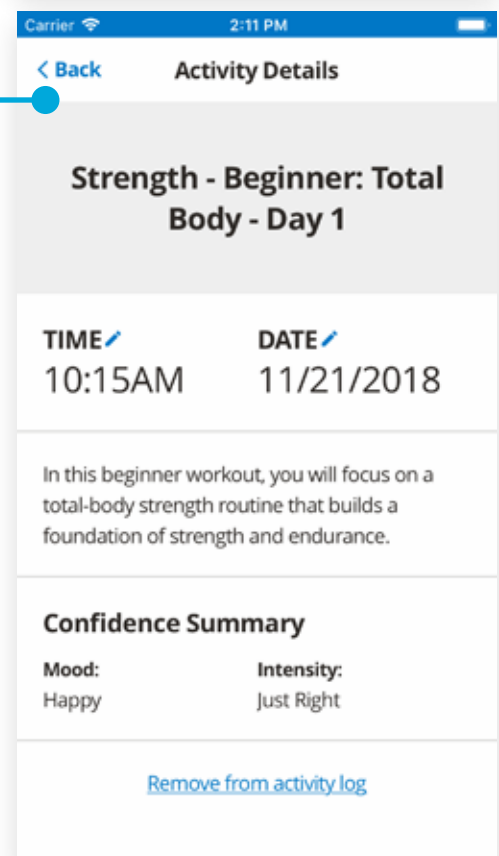 Carrier 2:11 PM
Back Activity Details
Strength - Beginner: Total
Body - Day 1
TIME DATE
10:15AM 11/21/2018
In this beginner workout, you will focus on a
total-body strength routine that builds a
foundation of strength and endurance.
Confidence Summary
Mood: Intensity:
Happy Just Right
Remove from activity log